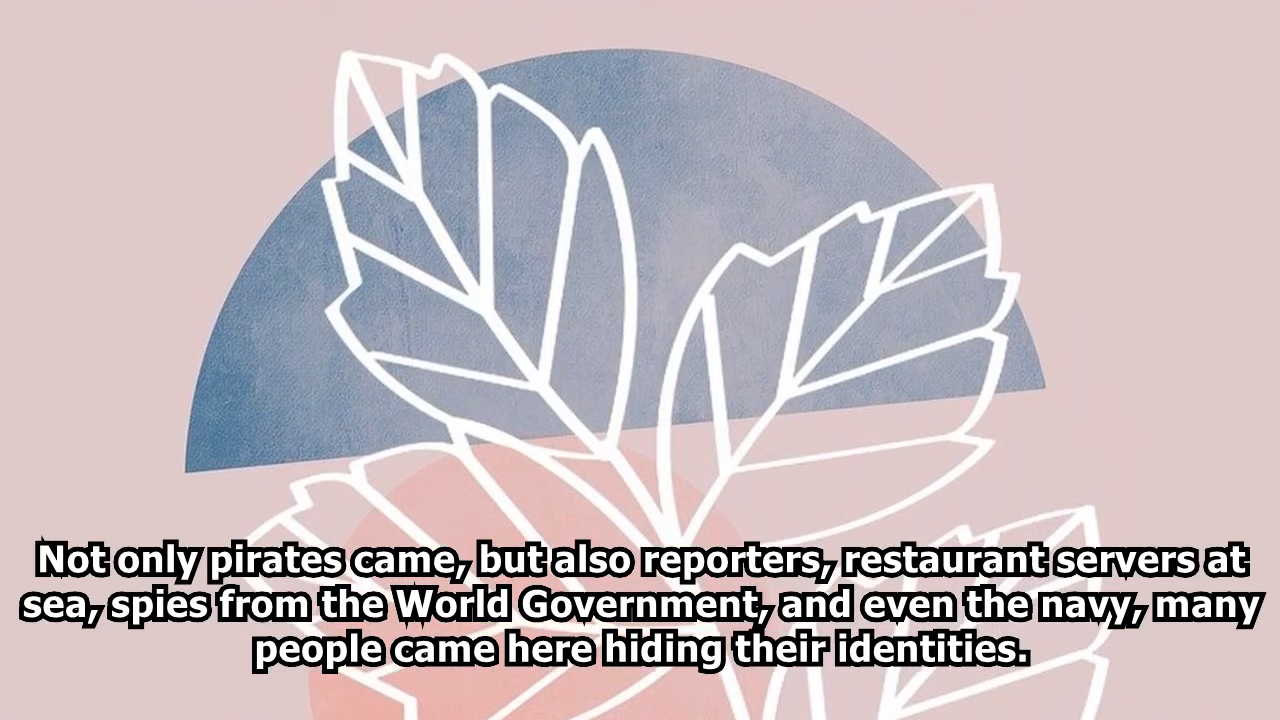 Not only pirates came, but also reporters, restaurant servers at
sea, spies from the World Government, and even the navy, many
people came here hiding their identities.